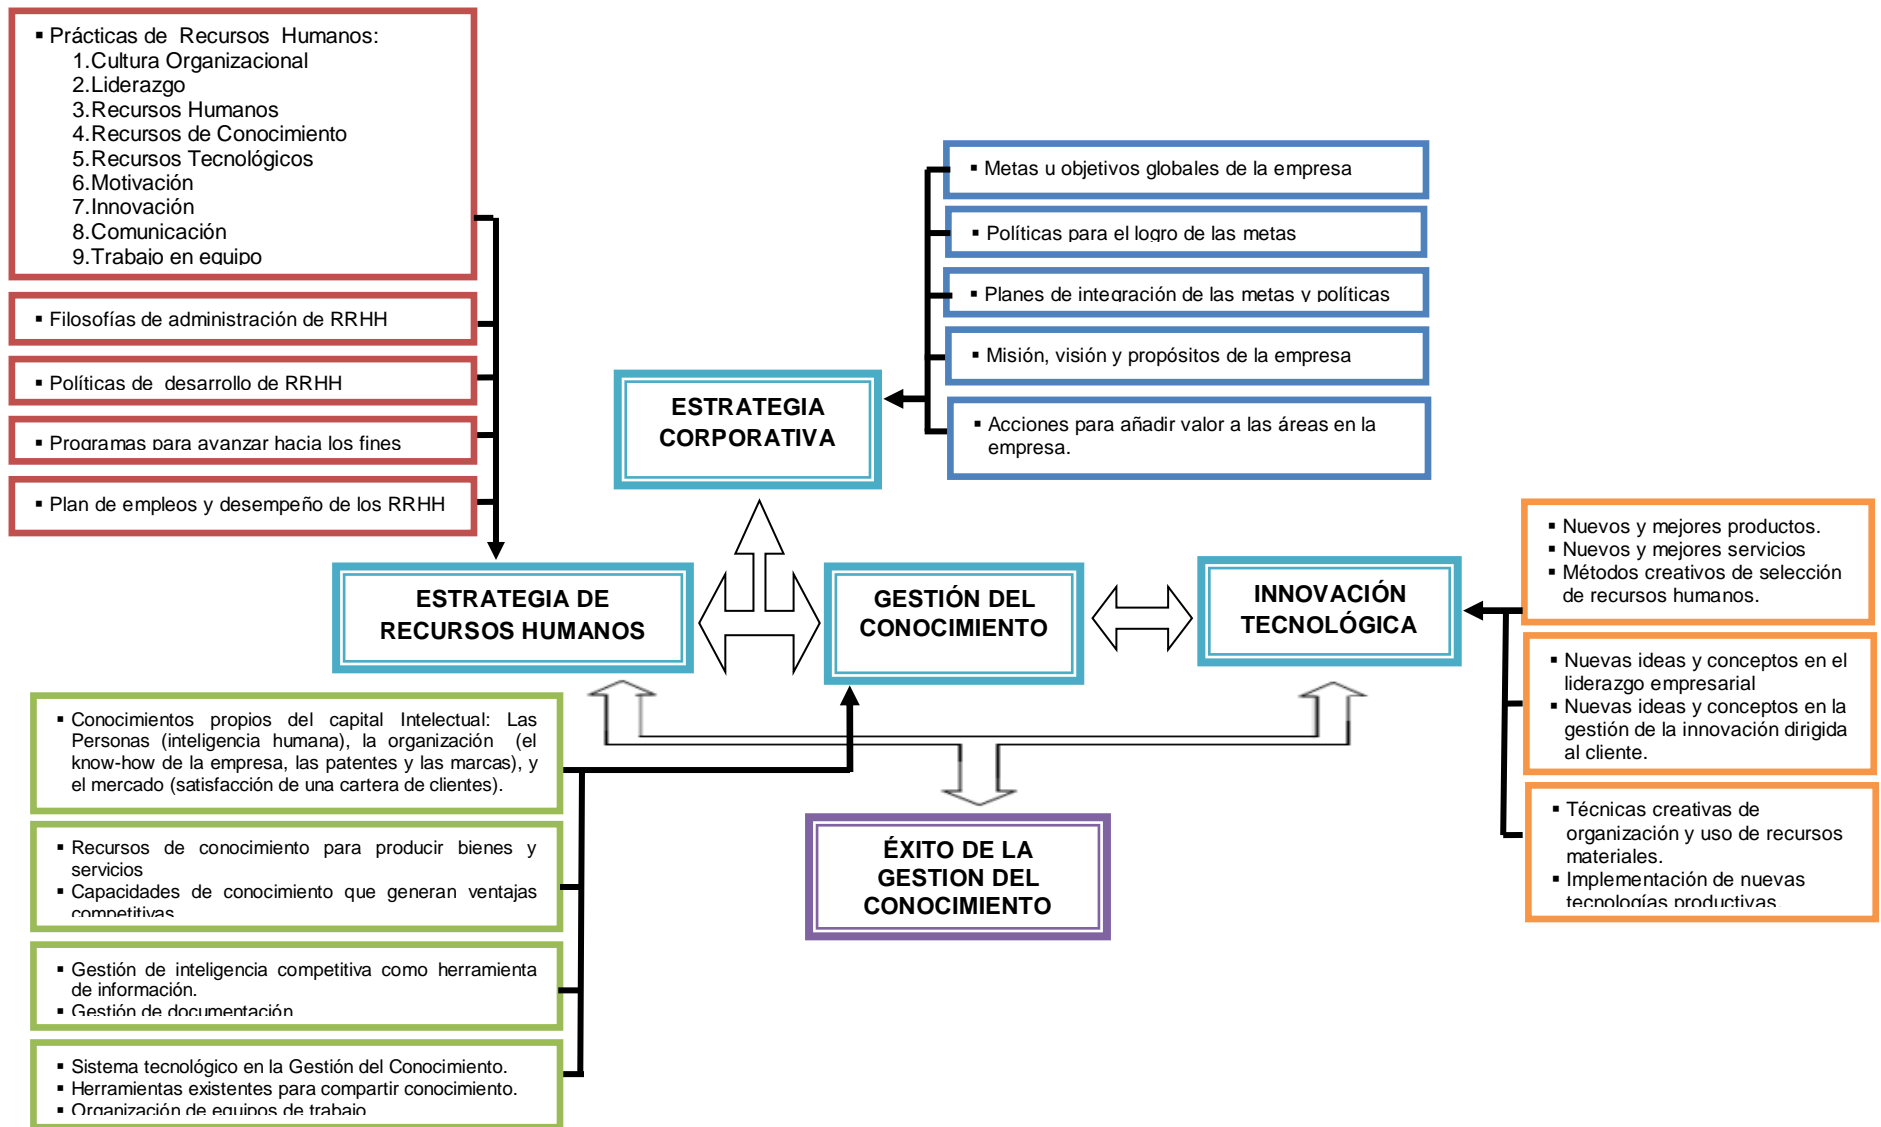 ▪ Prácticas de Recursos Humanos:
1.Cultura Organizacional
2.Liderazgo
3.Recursos Humanos
4.Recursos de Conocimiento
5.Recursos Tecnológicos
6.Motivación
7.Innovación
8.Comunicación
9.Trabajo en equipo
▪ Filosofías de administración de RRHH
▪ Políticas de desarrollo de RRHH
▪ Programas para avanzar hacia los fines
▪ Plan de empleos y desempeño de los RRHH
▪ Metas u objetivos globales de la empresa
▪ Políticas para el logro de las metas
▪ Planes de integración de las metas y políticas
▪ Misión, visión y propósitos de la empresa
▪ Acciones para añadir valor a las áreas en la
empresa.
ESTRATEGIA
CORPORATIVA
ESTRATEGIA DE
RECURSOS HUMANOS
GESTIÓN DEL
CONOCIMIENTO
INNOVACIÓN
TECNOLÓGICA
▪ Nuevos y mejores productos.
▪ Nuevos y mejores servicios
▪ Métodos creativos de selección
de recursos humanos.
▪ Nuevas ideas y conceptos en el
liderazgo empresarial
▪ Nuevas ideas y conceptos en la
gestión de la innovación dirigida
al cliente.
▪ Técnicas creativas de
organización y uso de recursos
materiales.
▪ Implementación de nuevas
tecnologías productivas.
▪ Conocimientos propios del capital Intelectual: Las
Personas (inteligencia humana), la organización (el
know-how de la empresa, las patentes y las marcas), y
el mercado (satisfacción de una cartera de clientes).
▪ Recursos de conocimiento para producir bienes y
servicios
▪ Capacidades de conocimiento que generan ventajas
competitivas
▪ Gestión de inteligencia competitiva como herramienta
de información.
▪ Gestión de documentación
▪ Sistema tecnológico en la Gestión del Conocimiento.
▪ Herramientas existentes para compartir conocimiento.
▪ Organización de equipos de trabajo
ÉXITO DE LA
GESTION DEL
CONOCIMIENTO